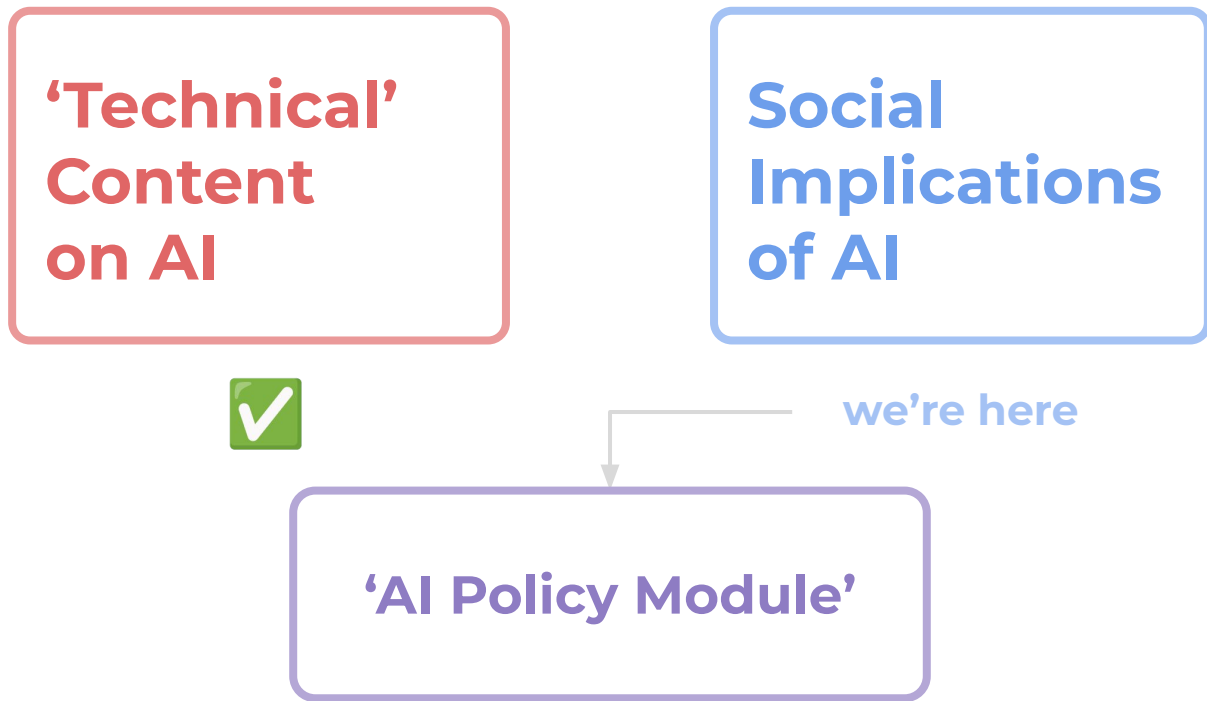 ‘Technical’
Content
on AI
Social
Implications
of AI
we’re here
‘AI Policy Module’